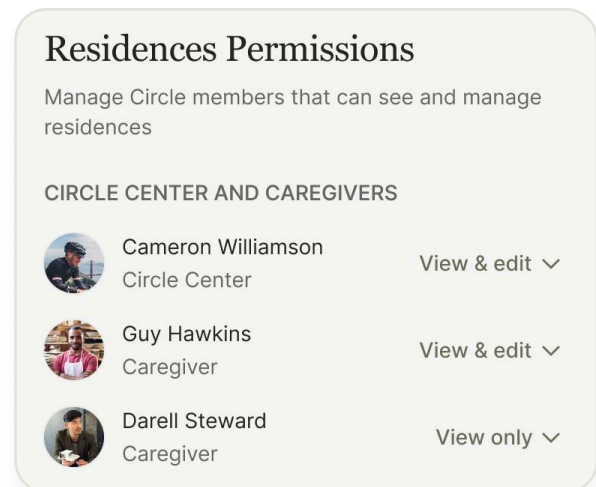 Residences Permissions
Manage Circle members that can see and manage
residences
CIRCLE CENTER AND CAREGIVERS
Cameron Williamson
Circle Center
View & edit
Guy Hawkins
Caregiver
View & edit
Darell Steward
Caregiver
View only